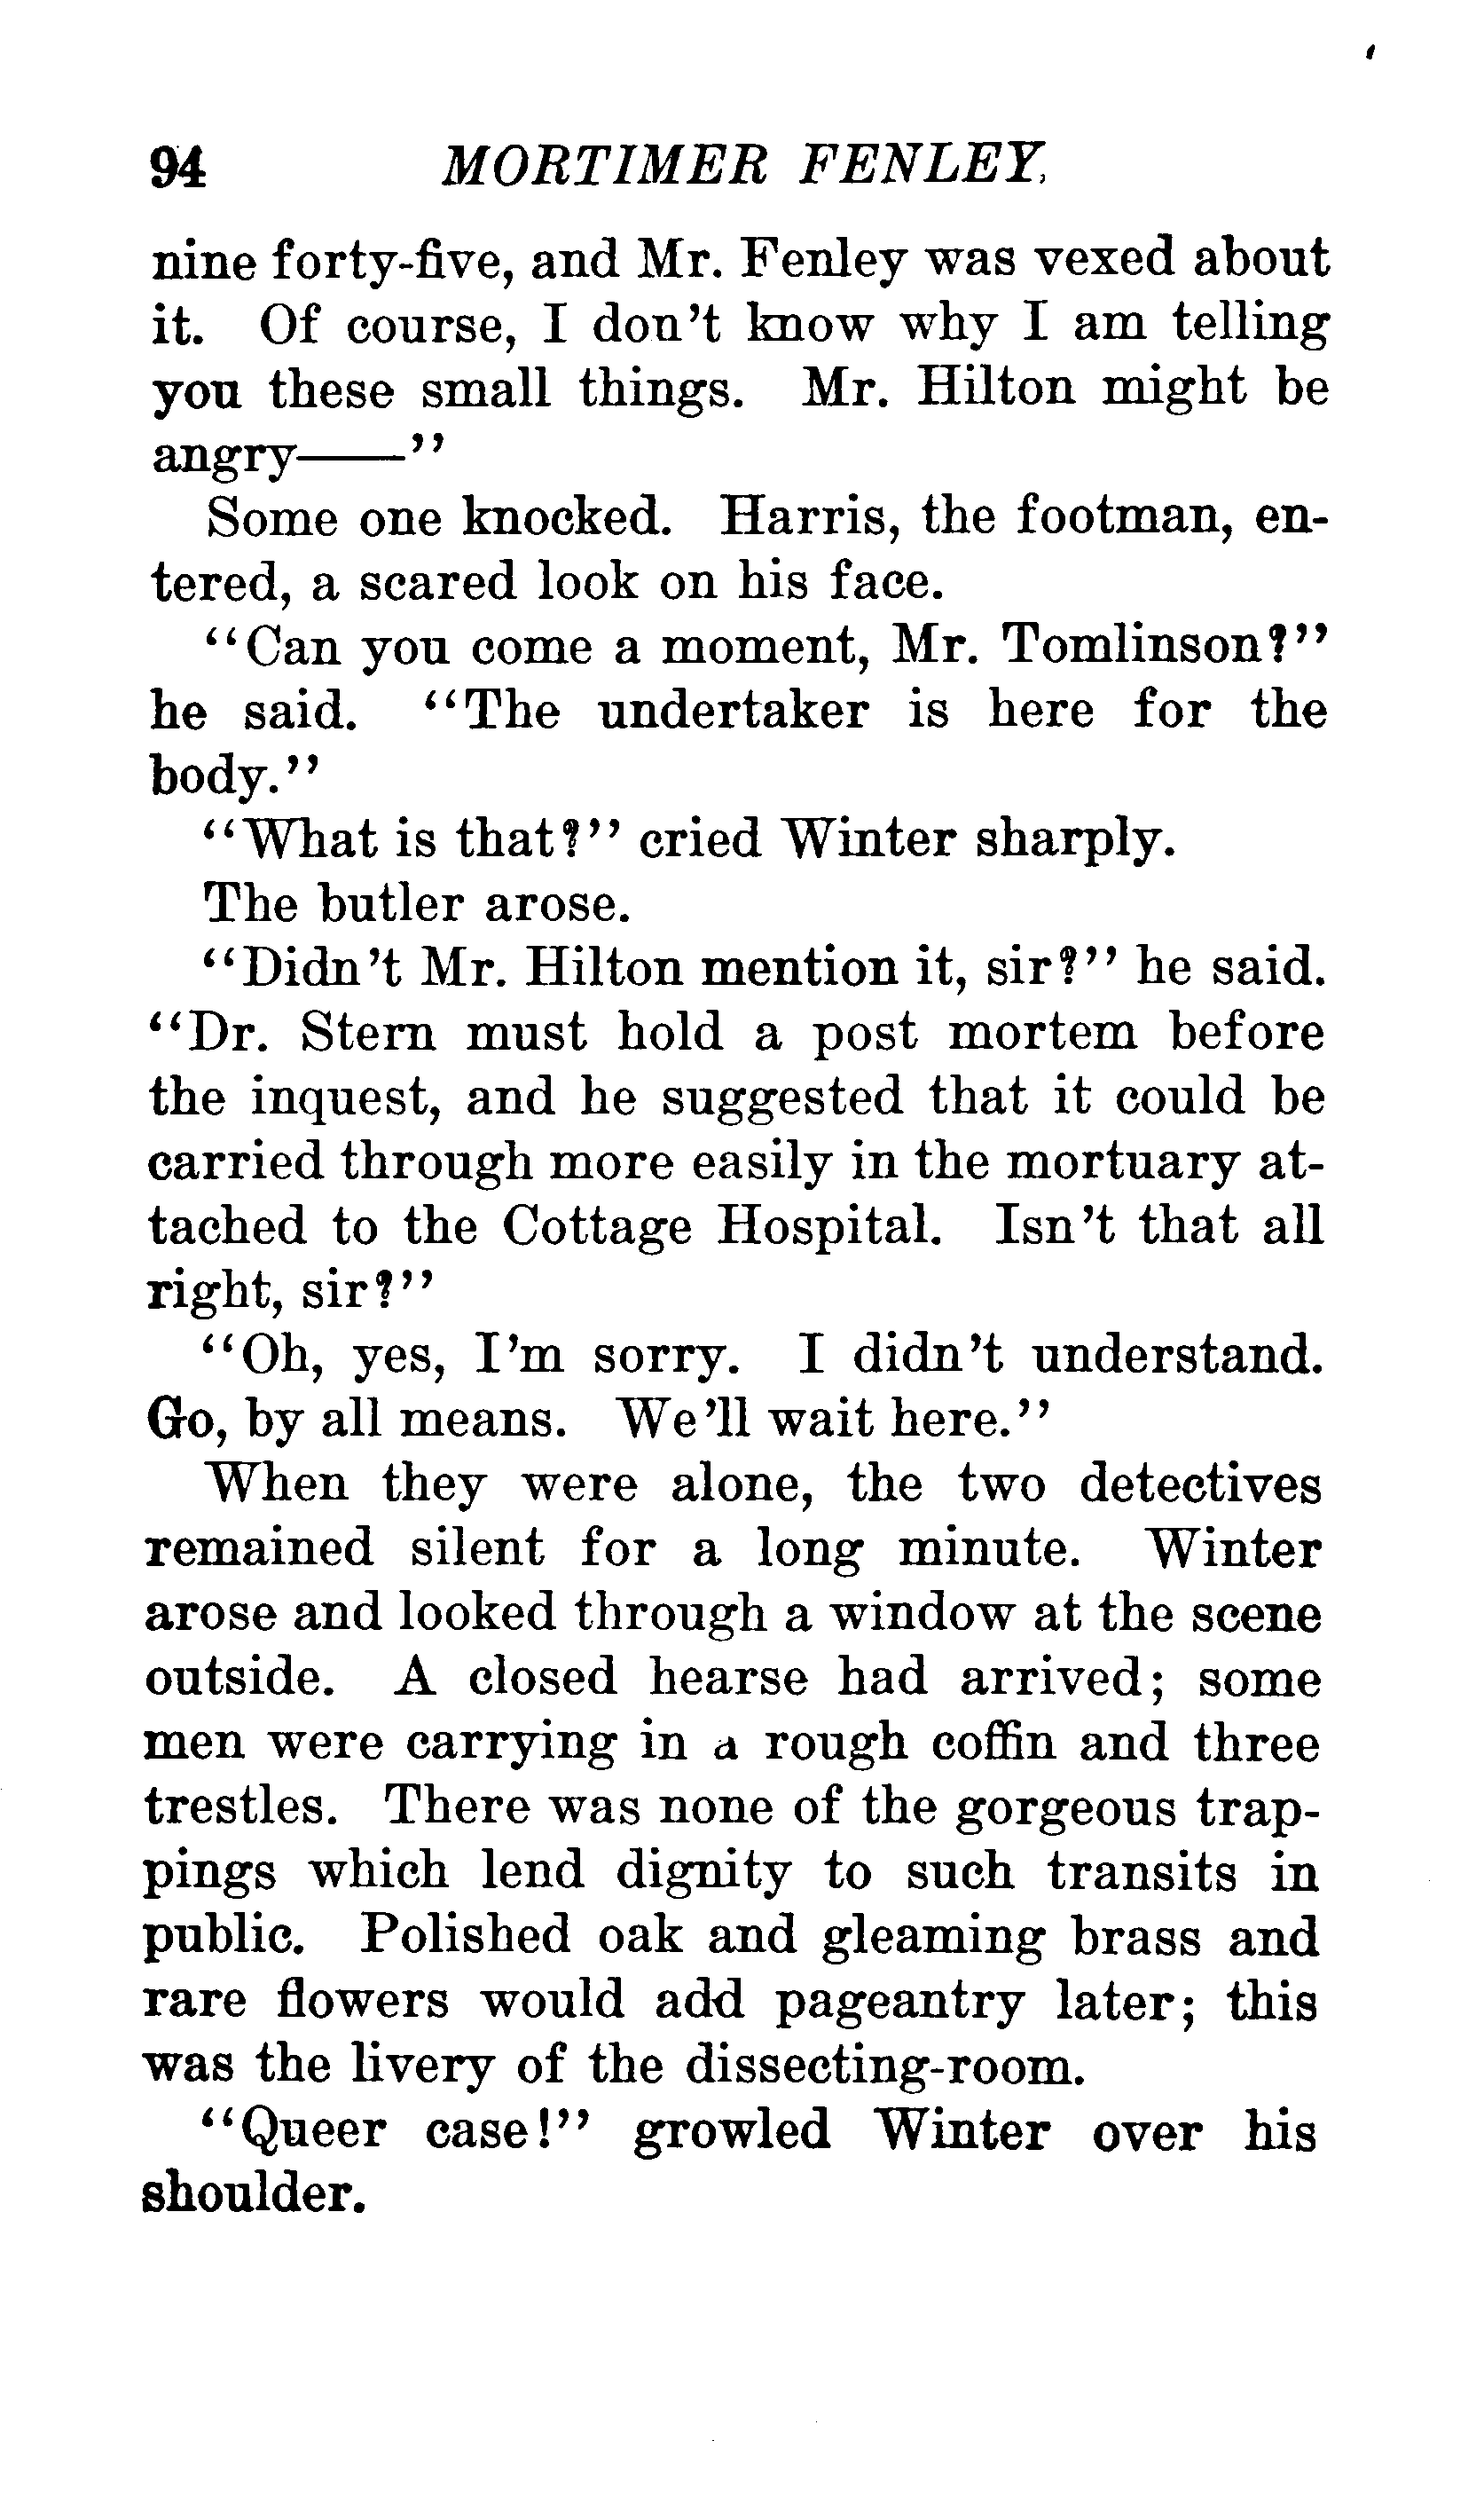 94 MORTIMER FENLEY,
nine forty-five, and Mr. Fenley was vexed about
it. Of course, I don't know why I am telling
you these small things. Mr. Hilton might be
angry——"
Some one knocked. Harris, the footman, en-
tered, a scared look on his face.
"Can you come a moment, Mr. Tomlinson?"
he said. "The undertaker is here for the
body."
"What is that?" cried Winter sharply.
The butler arose.
"Didn't Mr. Hilton mention it, sir?" he said.
"Dr. Stern must hold a post mortem before
the inquest, and he suggested that it could be
carried through more easily in the mortuary at-
tached to the Cottage Hospital. Isn't that all
right, sir?"
"Oh, yes, I'm sorry. I didn't understand.
Go, by all means. We'll wait here."
When they were alone, the two detectives
remained silent for a long minute. Winter
arose and looked through a window at the scene
outside. A closed hearse had arrived; some
men were carrying in a rough coffin and three
trestles. There was none of the gorgeous trap-
pings which lend dignity to such transits in
public. Polished oak and gleaming brass and
rare flowers would add pageantry later; this
was the livery of the dissecting-room.
"Queer case!" growled Winter over his
shoulder.